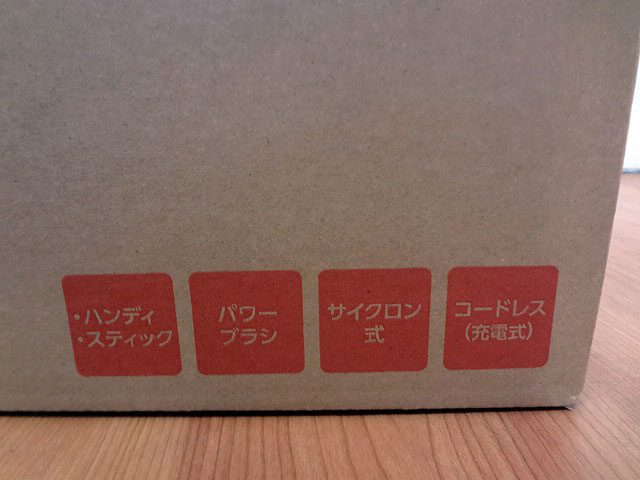 ・ハンディ
・スティック
パワー
ブラシ
サイクロン
式
コードレス
(充電式)